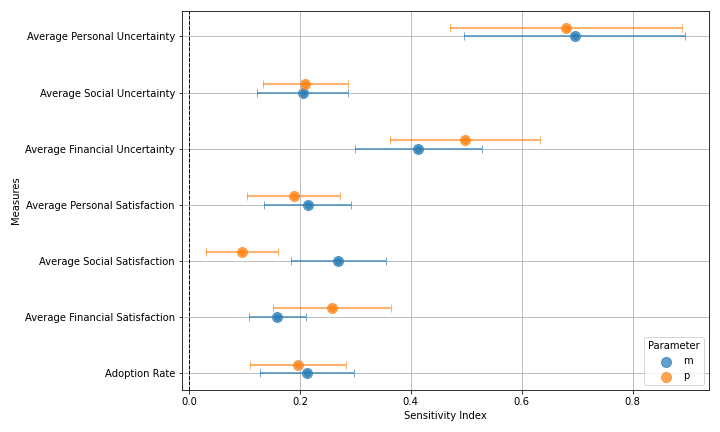 Average Personal Uncertainty
Average Social Uncertainty
Average Financial Uncertainty
Average Personal Satisfaction
Average Social Satisfaction
Average Financial Satisfaction
Adoption Rate
Measures
Parameter
m
p
0.0 0.2 0.4 0.6 0.8
Sensitivity Index